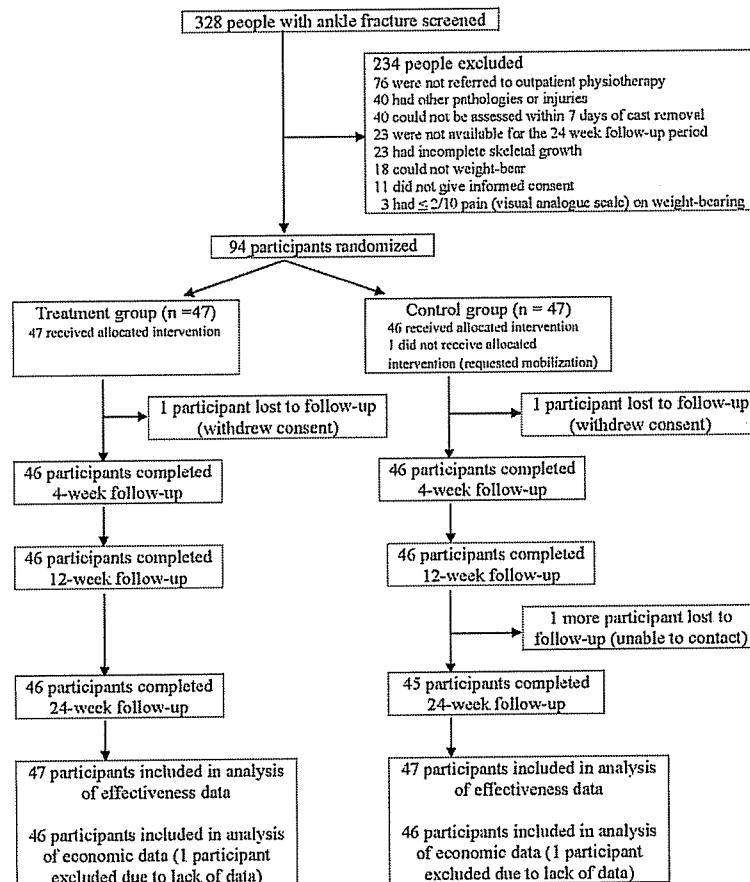 328 people with ankle fracture screened
234 people excluded
76 were not referred to outpatient physiotherapy
40 had other pathologies or injuries
40 could not be assessed within 7 days of cast removal
23 were not available for the 24 week follow-up period
23 had incomplete skeletal growth
18 could not weight-bear
11 did not give informed consent
3 had ≤ 2/10 pain (visual analogue scale) on weight-bearing
94 participants randomized
Treatment group (n =47)
47 received allocated intervention
Control group (n = 47)
46 received allocated intervention
1 did not receive allocated
intervention (requested mobilization)
1 participant lost to follow-up
(withdrew consent)
1 participant lost to follow-up
(withdrew consent)
46 participants completed
4-week follow-up
46 participants completed
4-week follow-up
46 participants completed
12-week follow-up
46 participants completed
12-week follow-up
1 more participant lost to
follow-up (unable to contact)
46 participants completed
24-week follow-up
45 participants completed
24-week follow-up
47 participants included in analysis
of effectiveness data
46 participants included in analysis
of economic data (1 participant
excluded due to lack of data)
47 participants included in analysis
of effectiveness data
46 participants included in analysis
of economic data (1 participant
excluded due to lack of data)